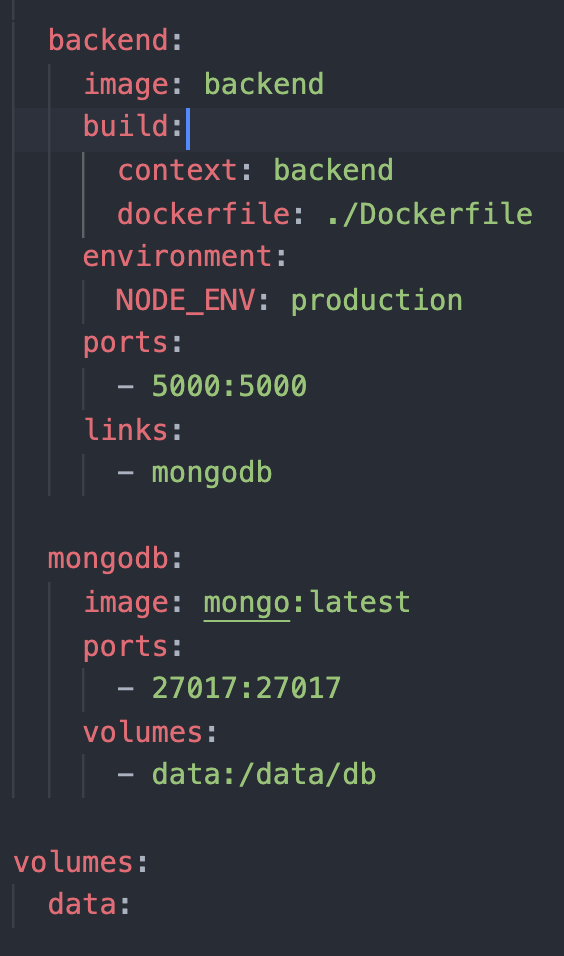 backend:
image: backend
build:
context: backend
dockerfile: ./Dockerfile
environment:
NODE_ENV: production
ports:
- 5000:5000
links:
- mongodb
mongodb:
image: mongo:latest
ports:
- 27017:27017
volumes:
- data:/data/db
volumes:
data: